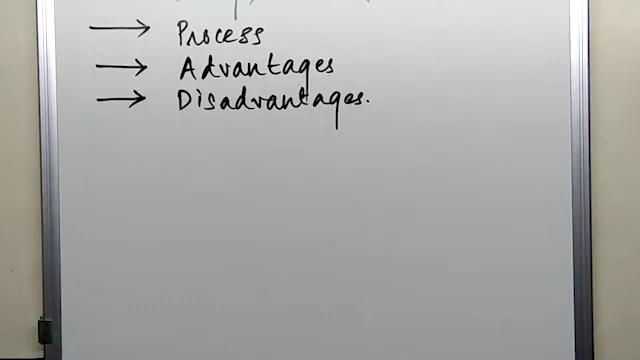 → Process
→ Advantages
→ Disadvantages.